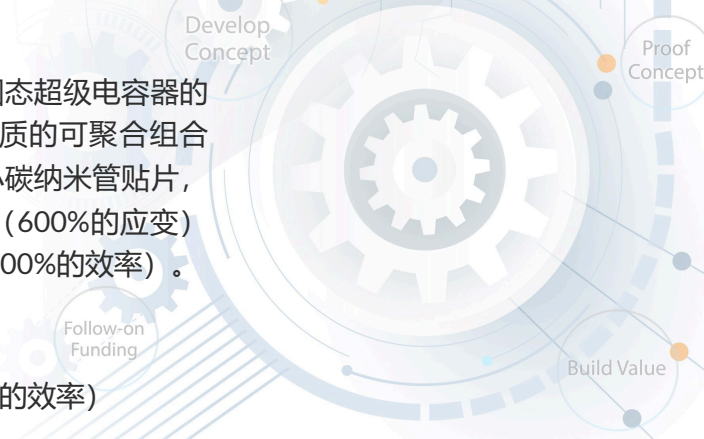 Develop
Concept
Proof
Concept
固态超级电容器的
质的可聚合组合
碳纳米管贴片，
（600%的应变）
00%的效率）。
Follow-on
Funding
Build Value
的效率）